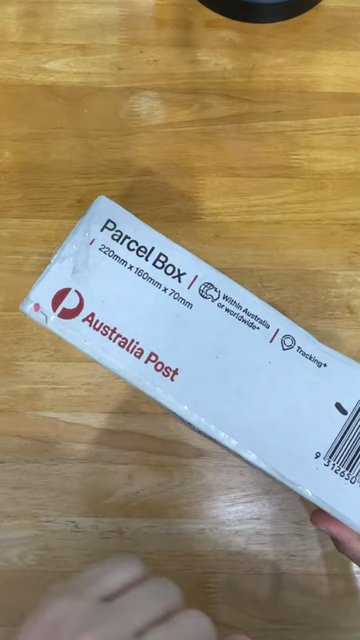 Parcel Box
220mm x 160mm x 70mm
Within Australia
or worldwide*
Tracking+
Australia Post
9 312650